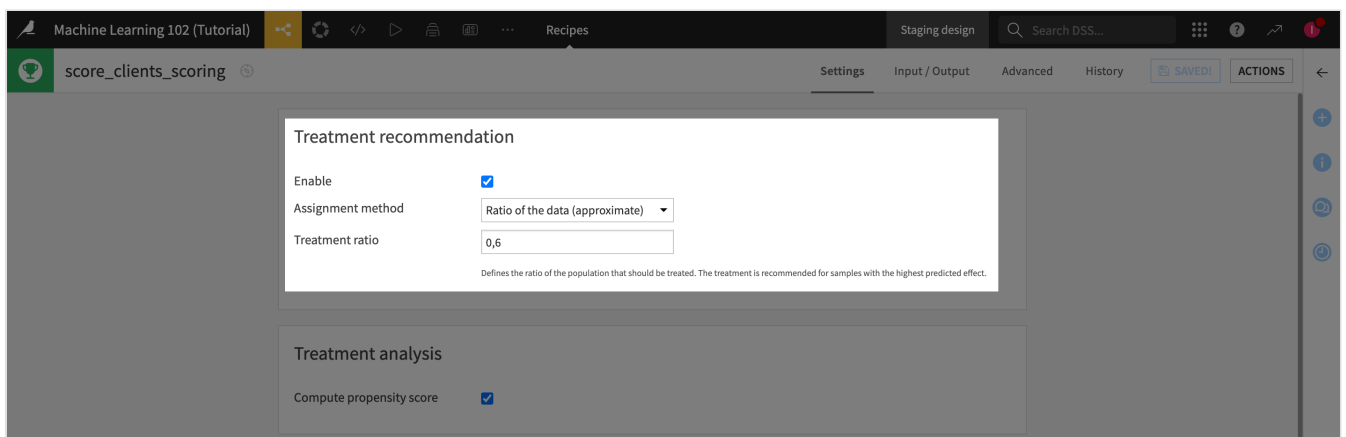 Machine Learning 102 (Tutorial) ... Recipes Staging design Search DSS... ?
score_clients_scoring Settings Input / Output Advanced History SAVED! ACTIONS
Treatment recommendation
Enable
Assignment method Ratio of the data (approximate)
Treatment ratio 0,6
Defines the ratio of the population that should be treated. The treatment is recommended for samples with the highest predicted effect.
Treatment analysis
Compute propensity score